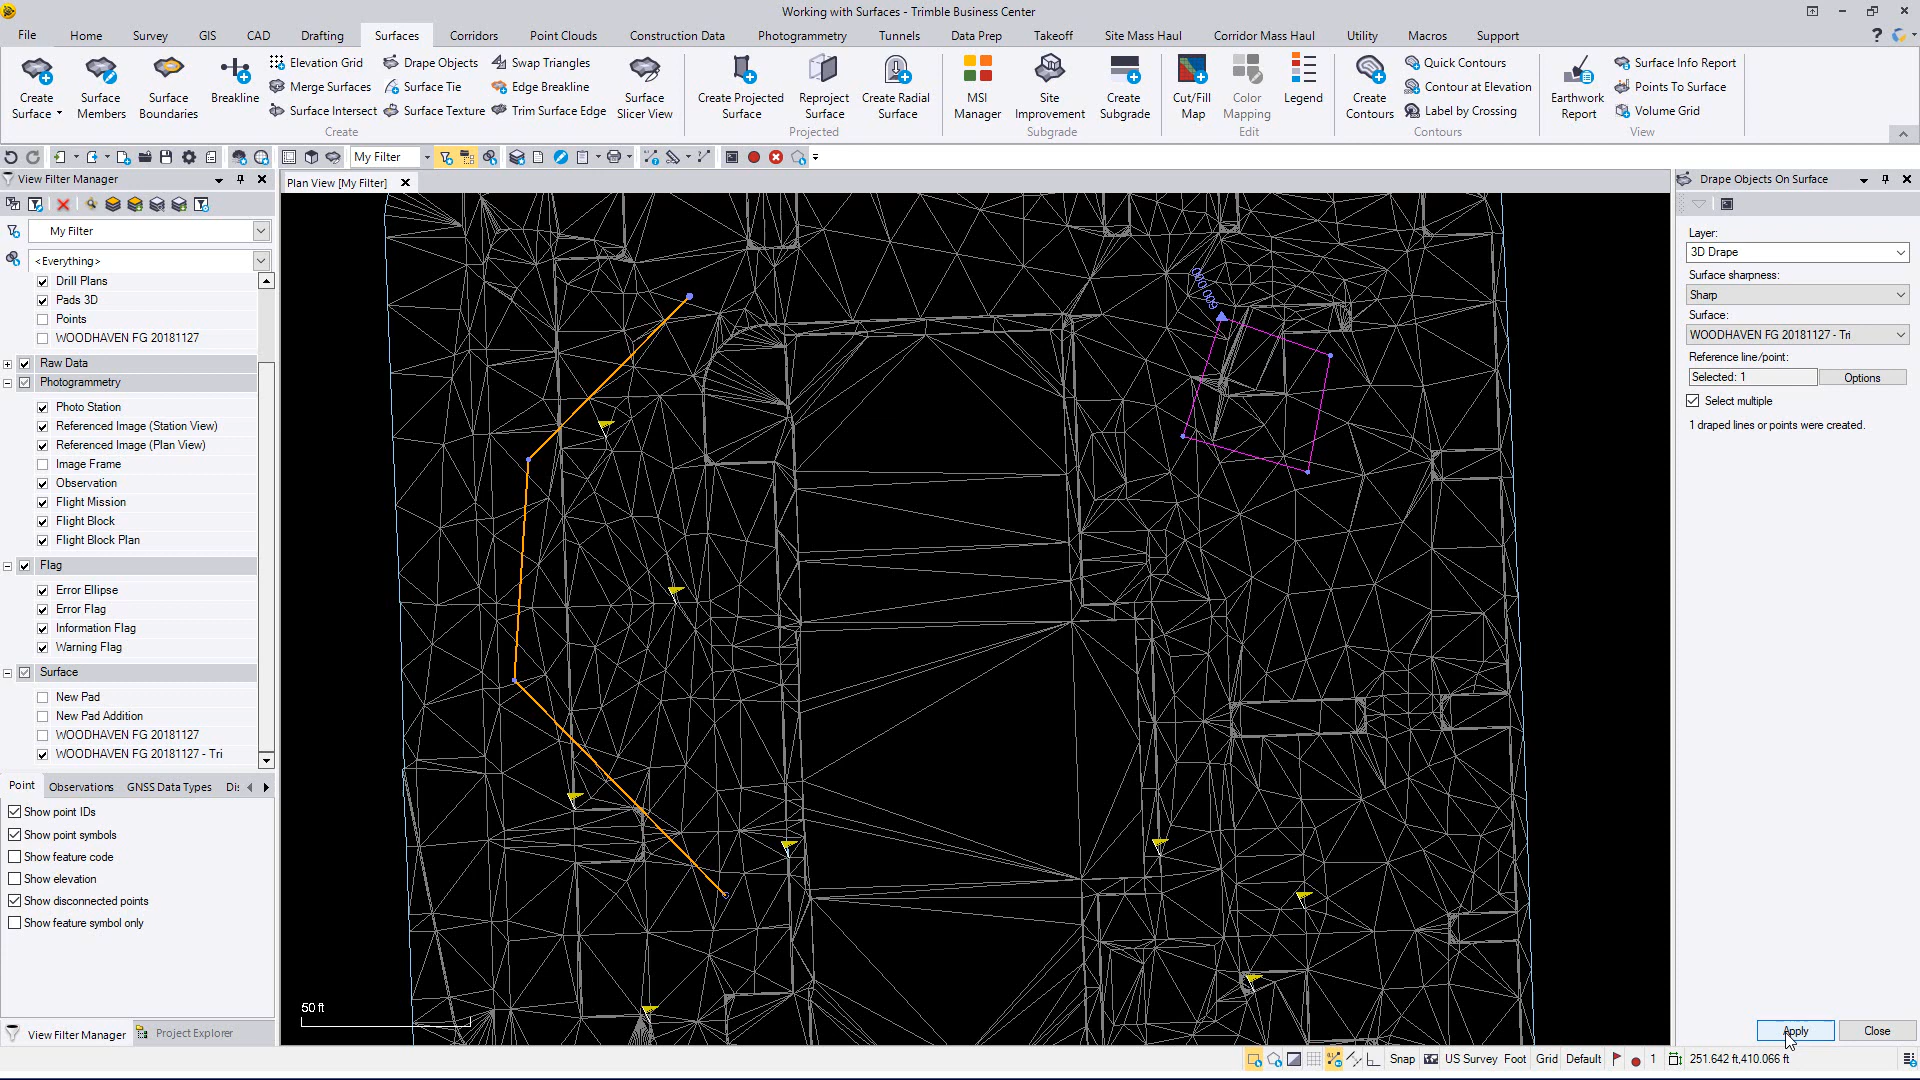 Working with Surfaces - Trimble Business Center
File
Home
Survey
GIS
CAD
Drafting
Surfaces
Corridors
Point Clouds
Construction Data
Photogrammetry
Tunnels
Data Prep
Takeoff
Site Mass Haul
Corridor Mass Haul
Utility
Macros
Support
Create Surface
Surface Members
Surface Boundaries
Breakline
Elevation Grid
Merge Surfaces
Surface Intersect
Drape Objects
Surface Tie
Surface Texture
Swap Triangles
Edge Breakline
Trim Surface Edge
Surface Slicer View
Create
Create Projected Surface
Reproject Surface
Create Radial Surface
Projected
MSI Manager
Site Improvement
Create Subgrade
Subgrade
Cut/Fill Map
Color Mapping
Legend
Edit
Create Contours
Quick Contours
Contour at Elevation
Label by Crossing
Contours
Earthwork Report
Surface Info Report
Points To Surface
Volume Grid
View
My Filter
View Filter Manager
My Filter
<Everything>
Drill Plans
Pads 3D
Points
WOODHAVEN FG 20181127
Raw Data
Photogrammetry
Photo Station
Referenced Image (Station View)
Referenced Image (Plan View)
Image Frame
Observation
Flight Mission
Flight Block
Flight Block Plan
Flag
Error Ellipse
Error Flag
Information Flag
Warning Flag
Surface
New Pad
New Pad Addition
WOODHAVEN FG 20181127
WOODHAVEN FG 20181127 - Tri
Point
Observations
GNSS Data Types
Show point IDs
Show point symbols
Show feature code
Show elevation
Show disconnected points
Show feature symbol only
View Filter Manager
Project Explorer
Plan View [My Filter]
50 ft
Drape Objects On Surface
Layer:
3D Drape
Surface sharpness:
Sharp
Surface:
WOODHAVEN FG 20181127 - Tri
Reference line/point:
Selected: 1
Options
Select multiple
1 draped lines or points were created.
Apply
Close
Snap
US Survey Foot
Grid
Default
1
251.642 ft,410.066 ft